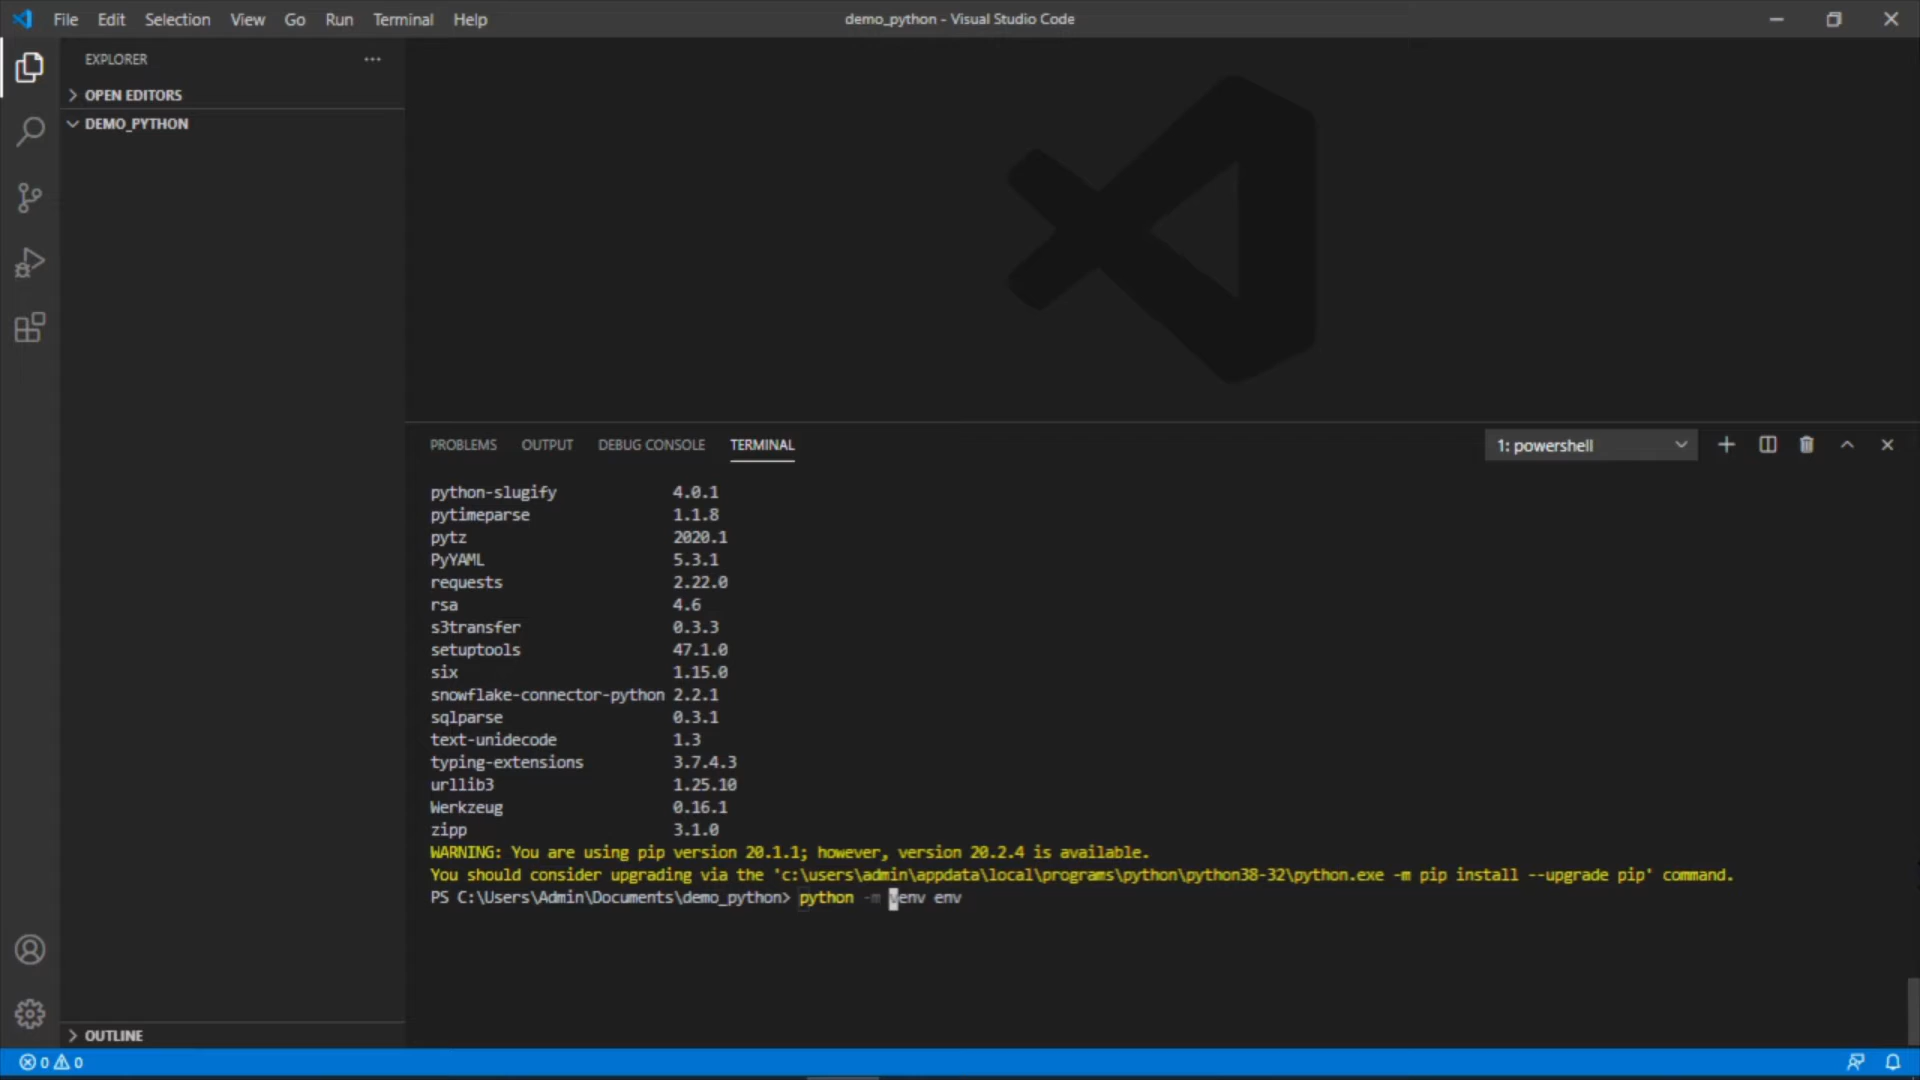 File Edit Selection View Go Run Terminal Help
demo_python - Visual Studio Code
EXPLORER
OPEN EDITORS
DEMO_PYTHON
PROBLEMS OUTPUT DEBUG CONSOLE TERMINAL
1: powershell
python-slugify 4.0.1
pytimeparse 1.1.8
pytz 2020.1
PyYAML 5.3.1
requests 2.22.0
rsa 4.6
s3transfer 0.3.3
setuptools 47.1.0
six 1.15.0
snowflake-connector-python 2.2.1
sqlparse 0.3.1
text-unidecode 1.3
typing-extensions 3.7.4.3
urllib3 1.25.10
Werkzeug 0.16.1
zipp 3.1.0
WARNING: You are using pip version 20.1.1; however, version 20.2.4 is available.
You should consider upgrading via the 'c:\users\admin\appdata\local\programs\python\python38-32\python.exe -m pip install --upgrade pip' command.
PS C:\Users\Admin\Documents\demo_python> python -m venv env
OUTLINE
0 0